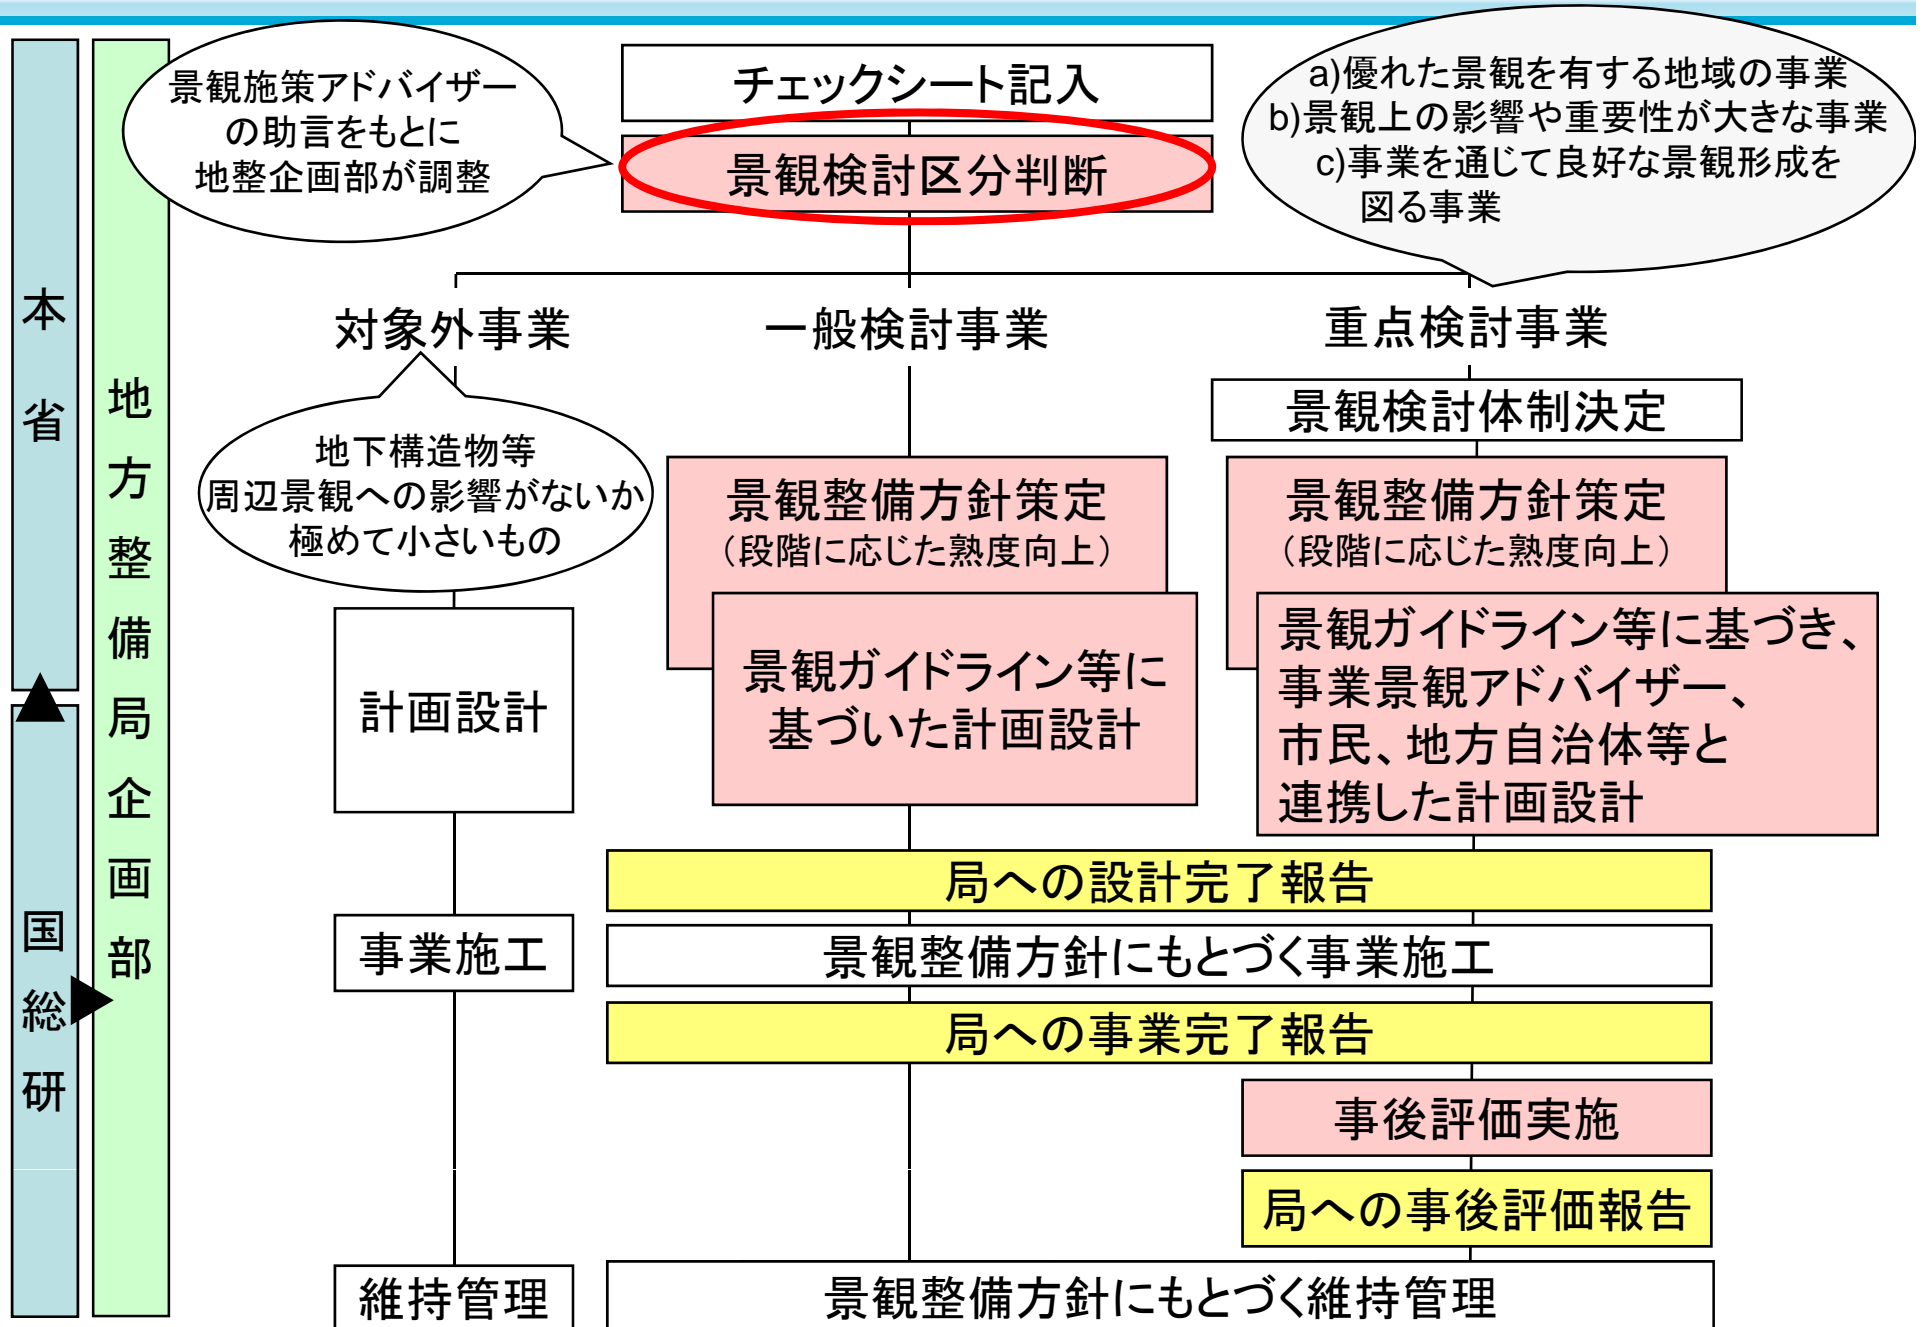 本省
国総研
地方整備局企画部
景観施策アドバイザー
の助言をもとに
地整企画部が調整
チェックシート記入
景観検討区分判断
a)優れた景観を有する地域の事業
b)景観上の影響や重要性が大きな事業
c)事業を通じて良好な景観形成を
図る事業
対象外事業
一般検討事業
重点検討事業
地下構造物等
周辺景観への影響がないか
極めて小さいもの
景観検討体制決定
景観整備方針策定
（段階に応じた熟度向上）
景観整備方針策定
（段階に応じた熟度向上）
計画設計
景観ガイドライン等に
基づいた計画設計
景観ガイドライン等に基づき、
事業景観アドバイザー、
市民、地方自治体等と
連携した計画設計
局への設計完了報告
事業施工
景観整備方針にもとづく事業施工
局への事業完了報告
事後評価実施
局への事後評価報告
維持管理
景観整備方針にもとづく維持管理